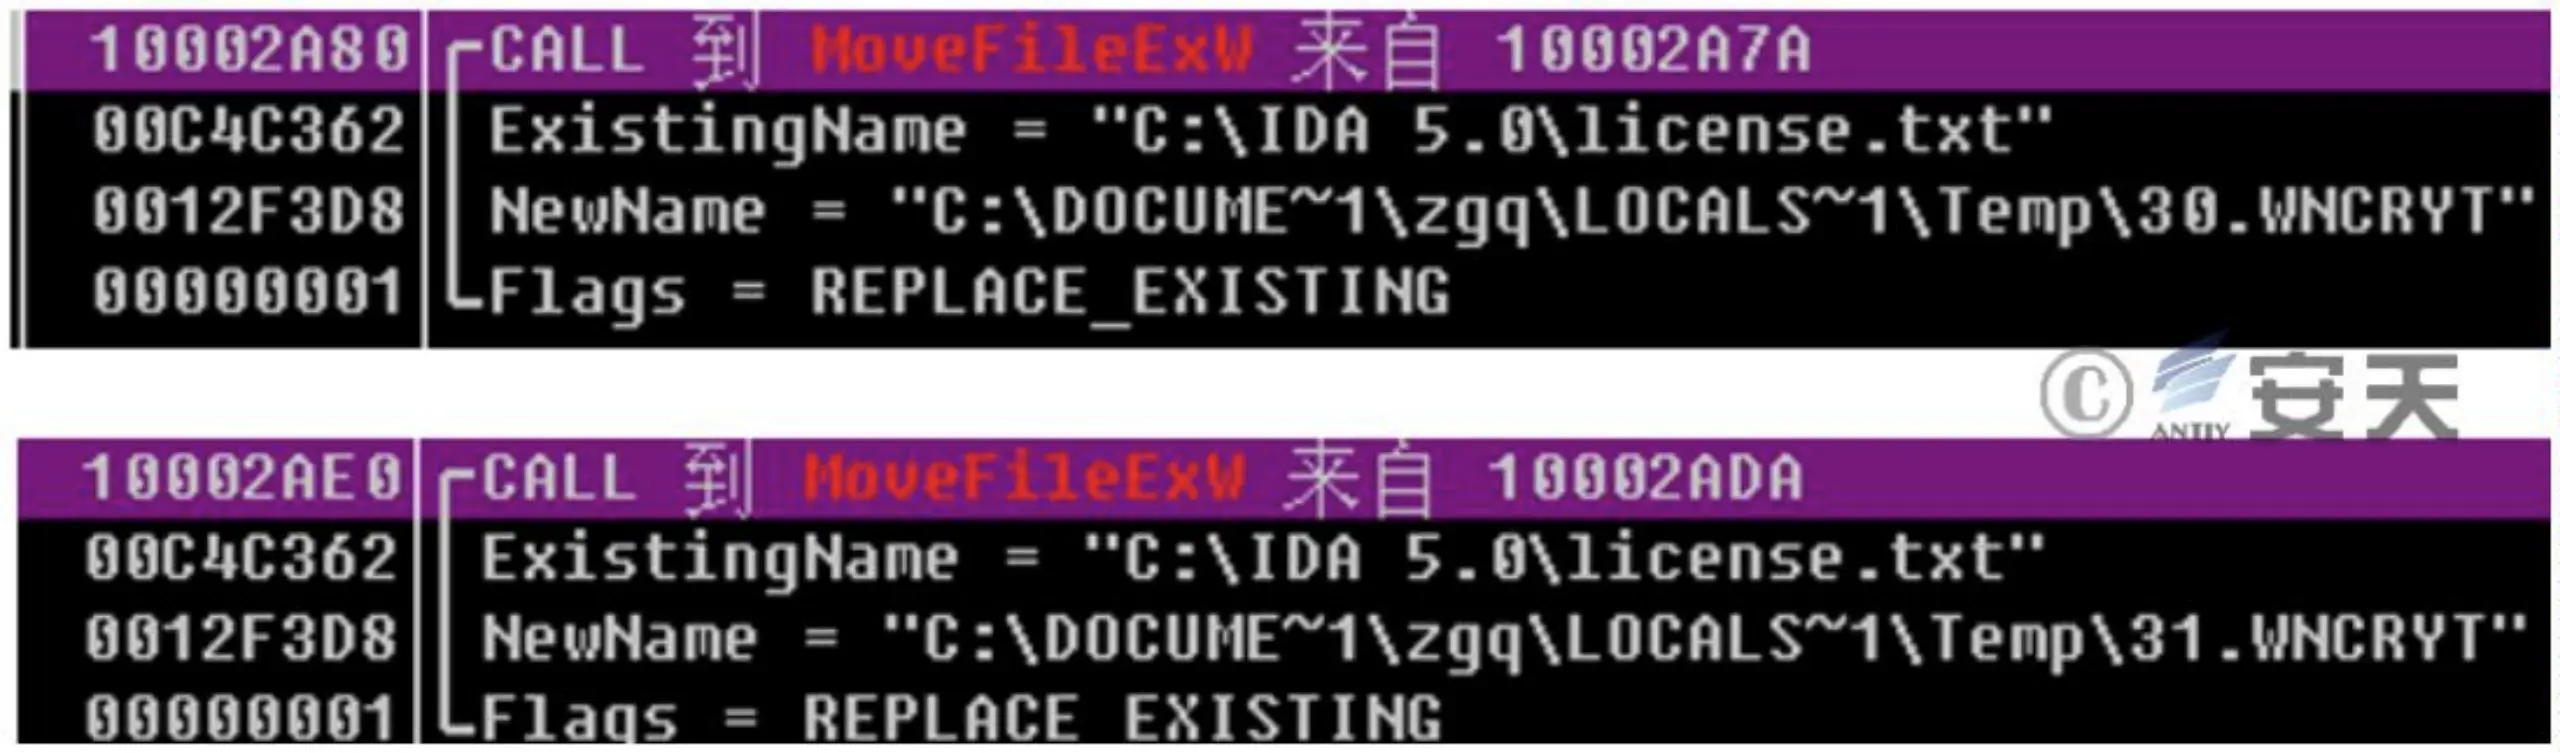 10002A80 CALL 到 MoveFileExW 来自 10002A7A
00C4C362 ExistingName = "C:\IDA 5.0\license.txt"
0012F3D8 NewName = "C:\DOCUME~1\zgq\LOCALS~1\Temp\30.WNCRYT"
00000001 Flags = REPLACE_EXISTING
© ANTIY 安天
10002AE0 CALL 到 MoveFileExW 来自 10002ADA
00C4C362 ExistingName = "C:\IDA 5.0\license.txt"
0012F3D8 NewName = "C:\DOCUME~1\zgq\LOCALS~1\Temp\31.WNCRYT"
00000001 Flags = REPLACE EXISTING